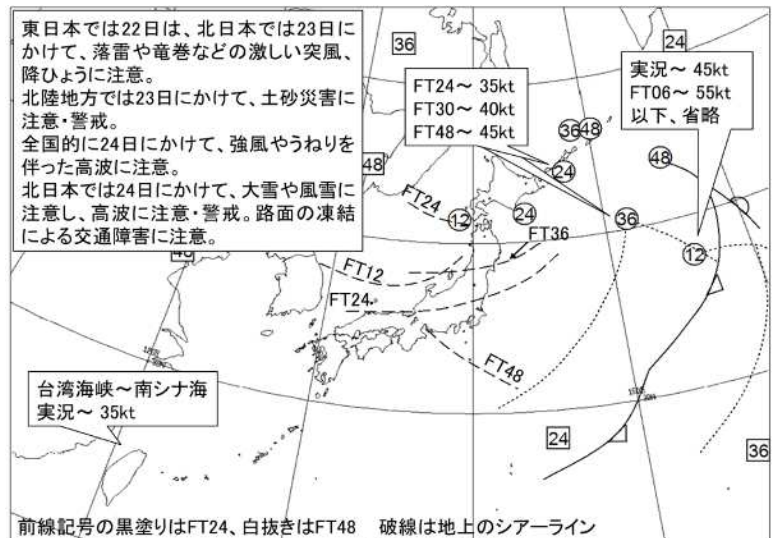 東日本では22日は、北日本では23日に
かけて、落雷や竜巻などの激しい突風、
降ひょうに注意。
北陸地方では23日にかけて、土砂災害に
注意・警戒。
全国的に24日にかけて、強風やうねりを
伴った高波に注意。
北日本では24日にかけて、大雪や風雪に
注意し、高波に注意・警戒。路面の凍結
による交通障害に注意。
36
24
FT24～ 35kt
FT30～ 40kt
FT48～ 45kt
実況～ 45kt
FT06～ 55kt
以下、省略
36
48
48
48
24
FT24
12
24
36
FT36
12
FT12
FT24
FT48
台湾海峡～南シナ海
実況～ 35kt
24
36
前線記号の黒塗りはFT24、白抜きはFT48 破線は地上のシアーライン